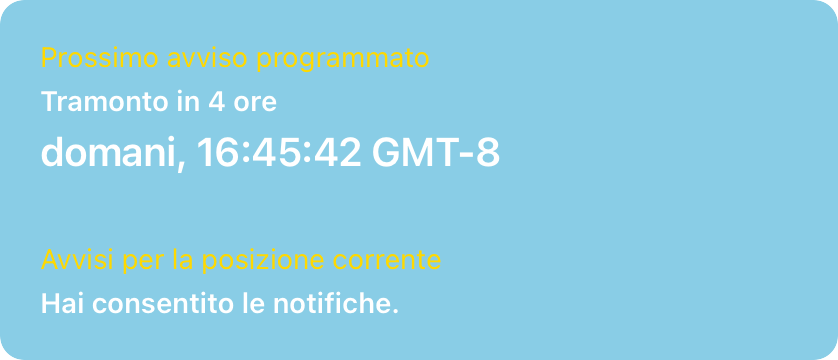 Prossimo avviso programmato
Tramonto in 4 ore
domani, 16:45:42 GMT-8
Avvisi per la posizione corrente
Hai consentito le notifiche.